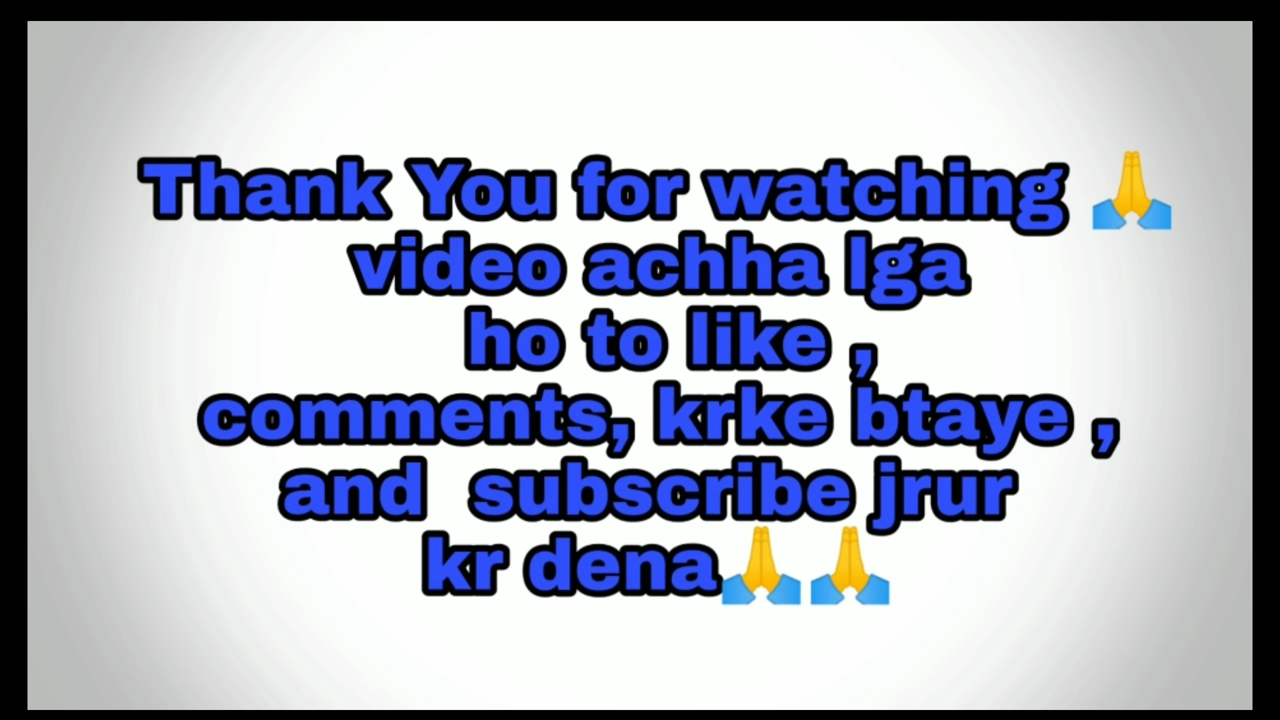 Thank You for watching 🙏
video achha lga
ho to like ,
comments, krke btaye ,
and subscribe jrur
kr dena🙏🙏